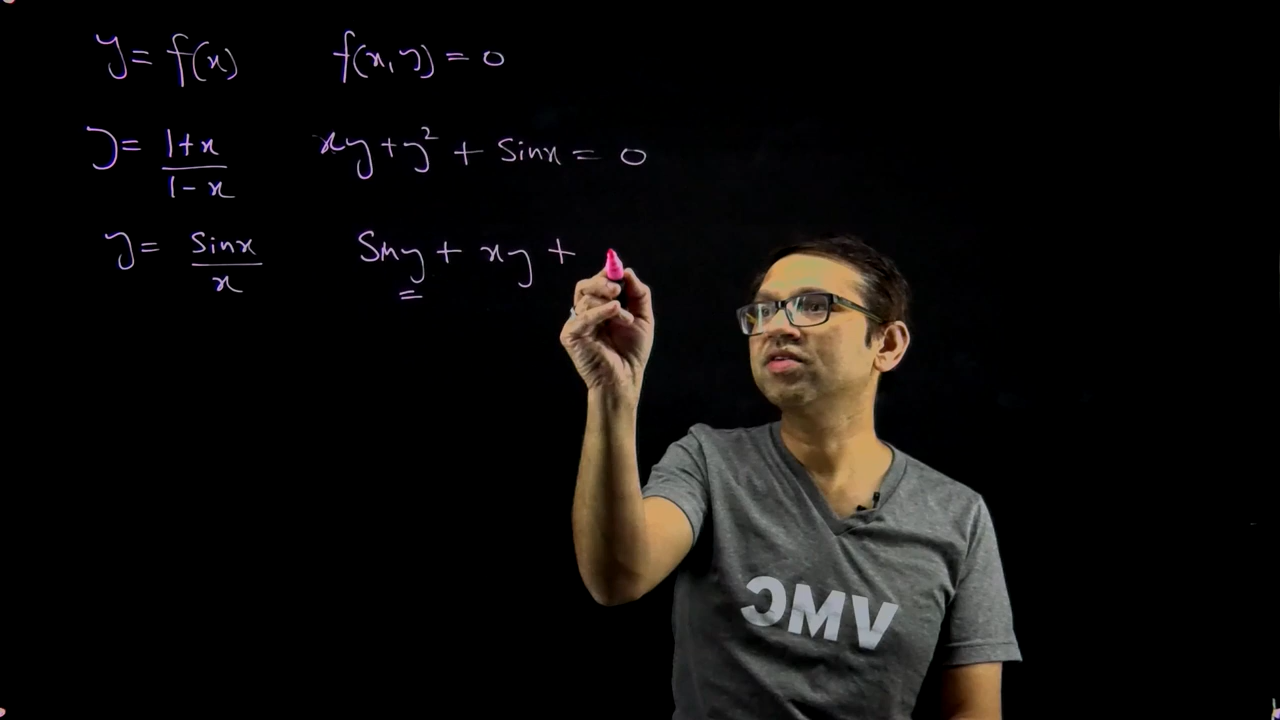 y = f(x) f(x, y) = 0
y = 1+x / 1-x xy + y² + sinx = 0
y = sinx / x Siny + xy +
VMC